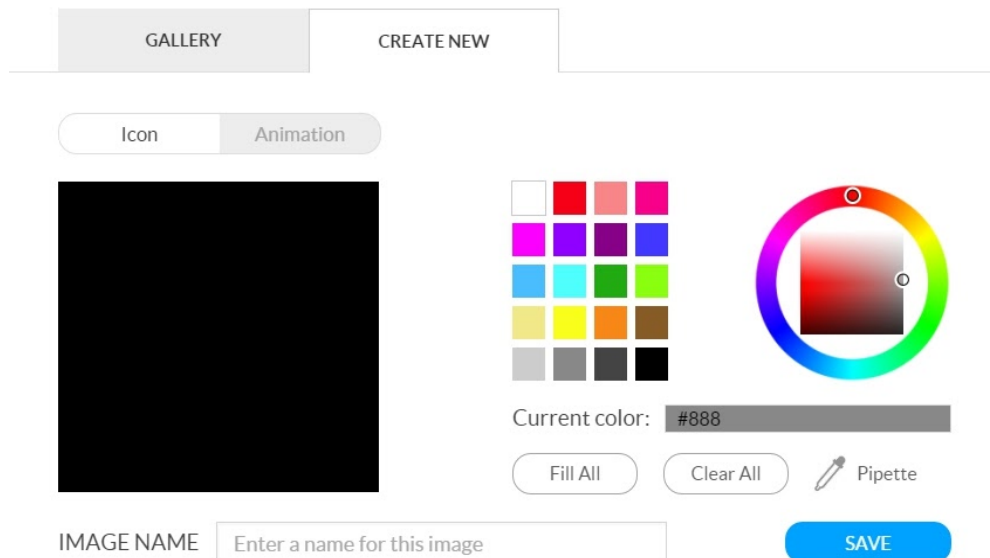 GALLERY
CREATE NEW
Icon
Animation
Current color: #888
Fill All
Clear All
Pipette
IMAGE NAME
Enter a name for this image
SAVE